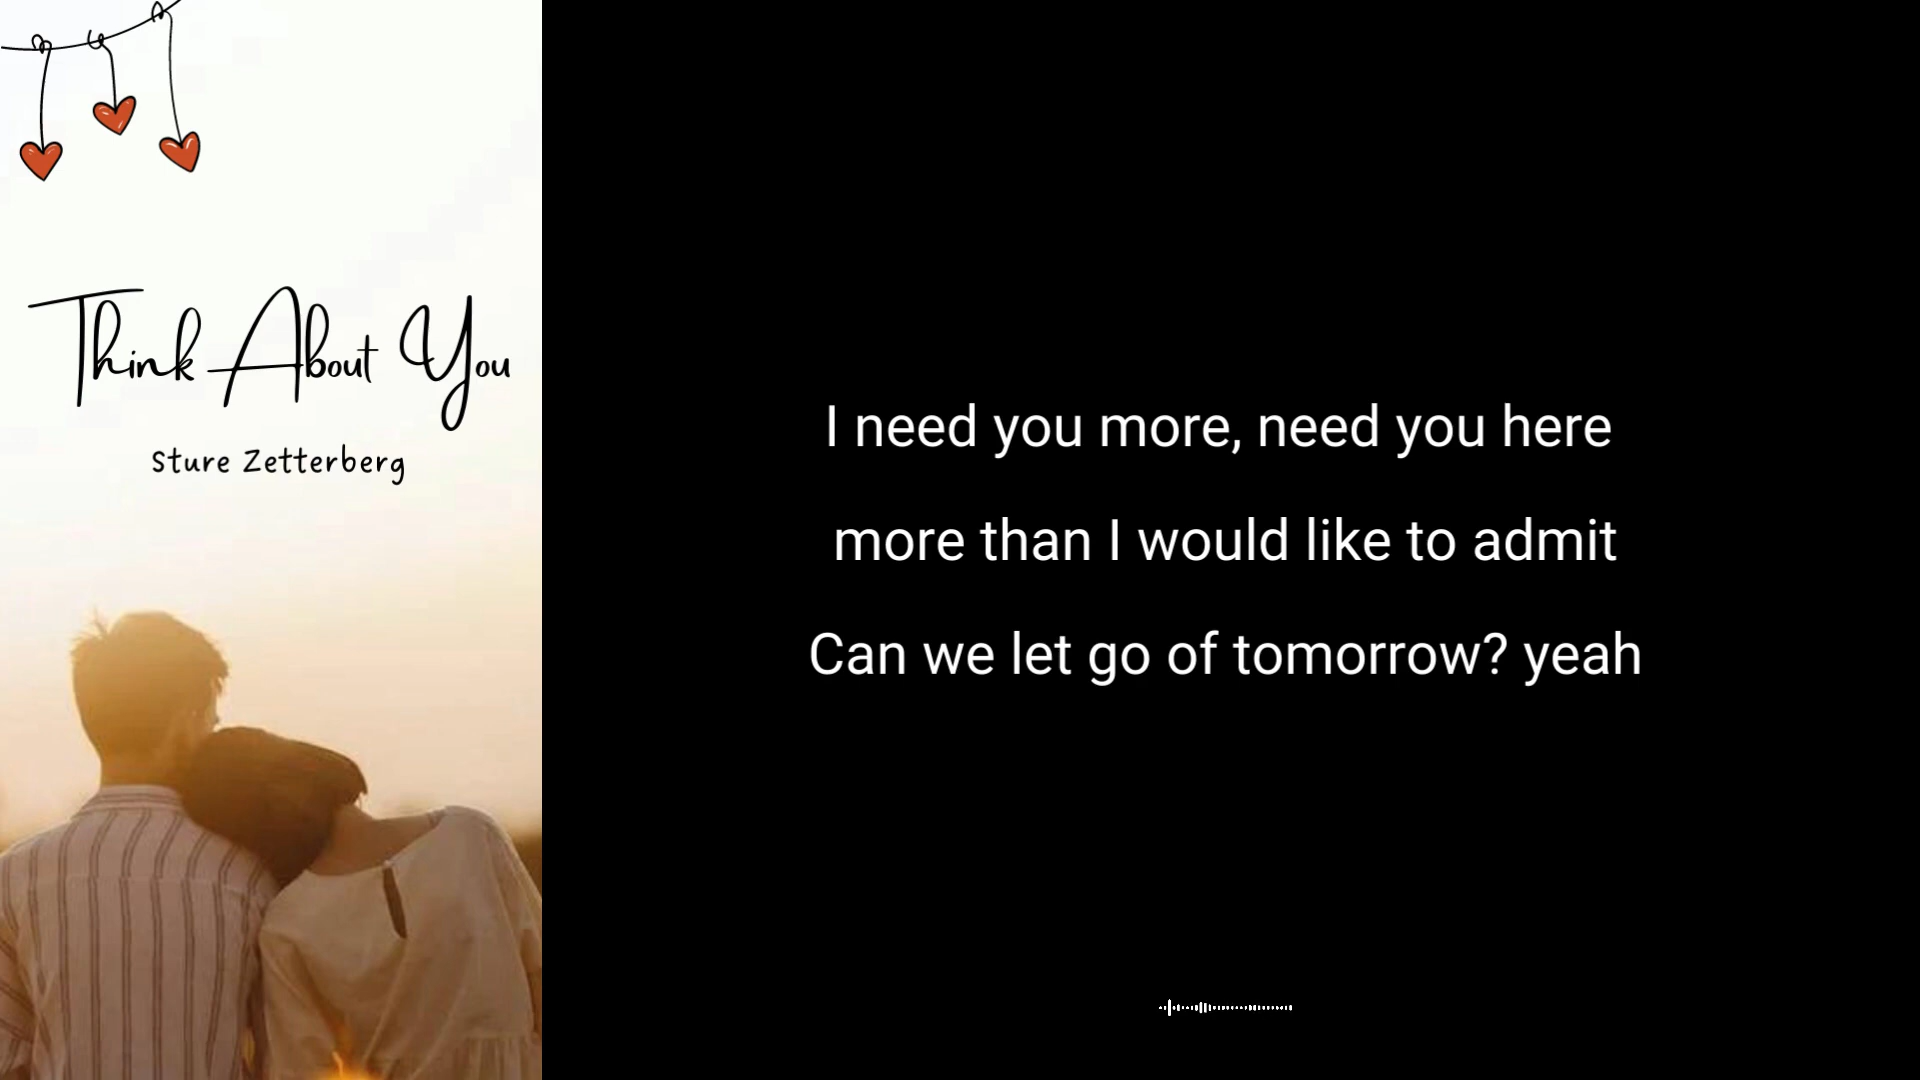 Think About You
Sture Zetterberg
I need you more, need you here
more than I would like to admit
Can we let go of tomorrow? yeah